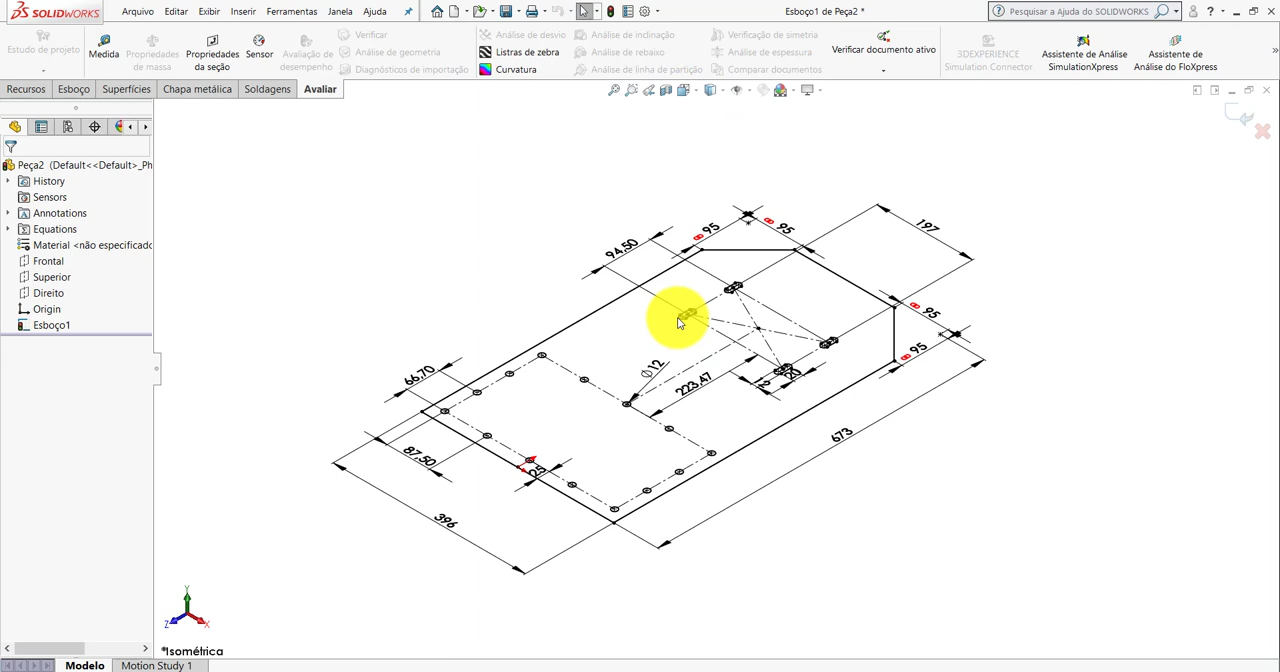 SOLIDWORKS
Arquivo Editar Exibir Inserir Ferramentas Janela Ajuda
Esboço1 de Peça2 *
Pesquisar a Ajuda do SOLIDWORKS
Estudo de projeto
Medida
Propriedades de massa
Propriedades da seção
Sensor
Avaliação de desempenho
Verificar
Análise de geometria
Diagnósticos de importação
Análise de desvio
Listras de zebra
Curvatura
Análise de inclinação
Análise de rebaixo
Análise de linha de partição
Verificação de simetria
Análise de espessura
Comparar documentos
Verificar documento ativo
3DEXPERIENCE Simulation Connector
Assistente de Análise SimulationXpress
Assistente de Análise do FloXpress
Recursos Esboço Superfícies Chapa metálica Soldagens Avaliar
Peça2 (Default<<Default>_Ph
History
Sensors
Annotations
Equations
Material <não especificado
Frontal
Superior
Direito
Origin
Esboço1
95
95
197
94,50
95
95
66,70
Ø12
223,47
12
20
673
87,50
25
396
Y
Z
X
*Isométrica
Modelo Motion Study 1